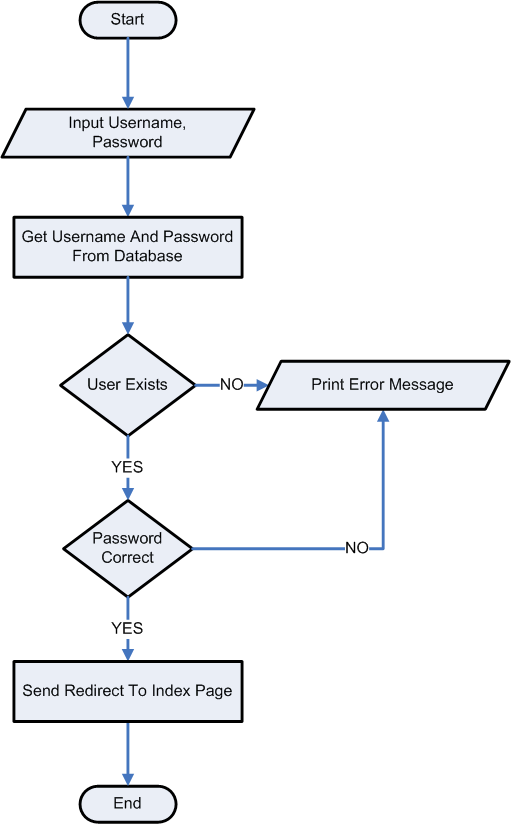 Start
Input Username,
Password
Get Username And Password
From Database
User Exists
NO
Print Error Message
YES
Password
Correct
NO
YES
Send Redirect To Index Page
End